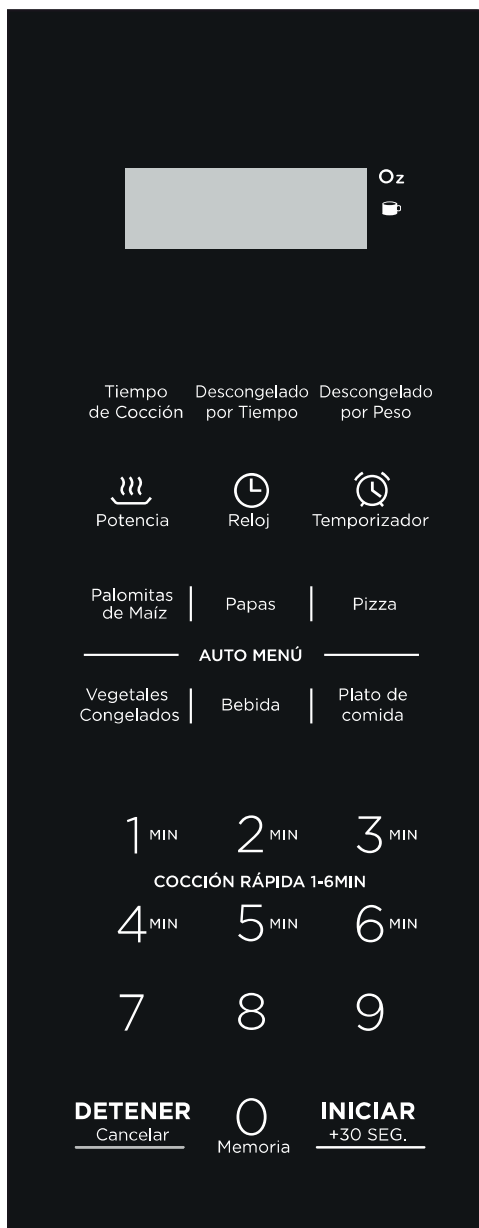 Oz
Tiempo Descongelado Descongelado
de Cocción por Tiempo por Peso
Potencia Reloj Temporizador
Palomitas
de Maíz Papas Pizza
AUTO MENÚ
Vegetales
Congelados Bebida Plato de
comida
1 MIN 2 MIN 3 MIN
COCCIÓN RÁPIDA 1-6MIN
4 MIN 5 MIN 6 MIN
7 8 9
DETENER 0 INICIAR
Cancelar Memoria +30 SEG.